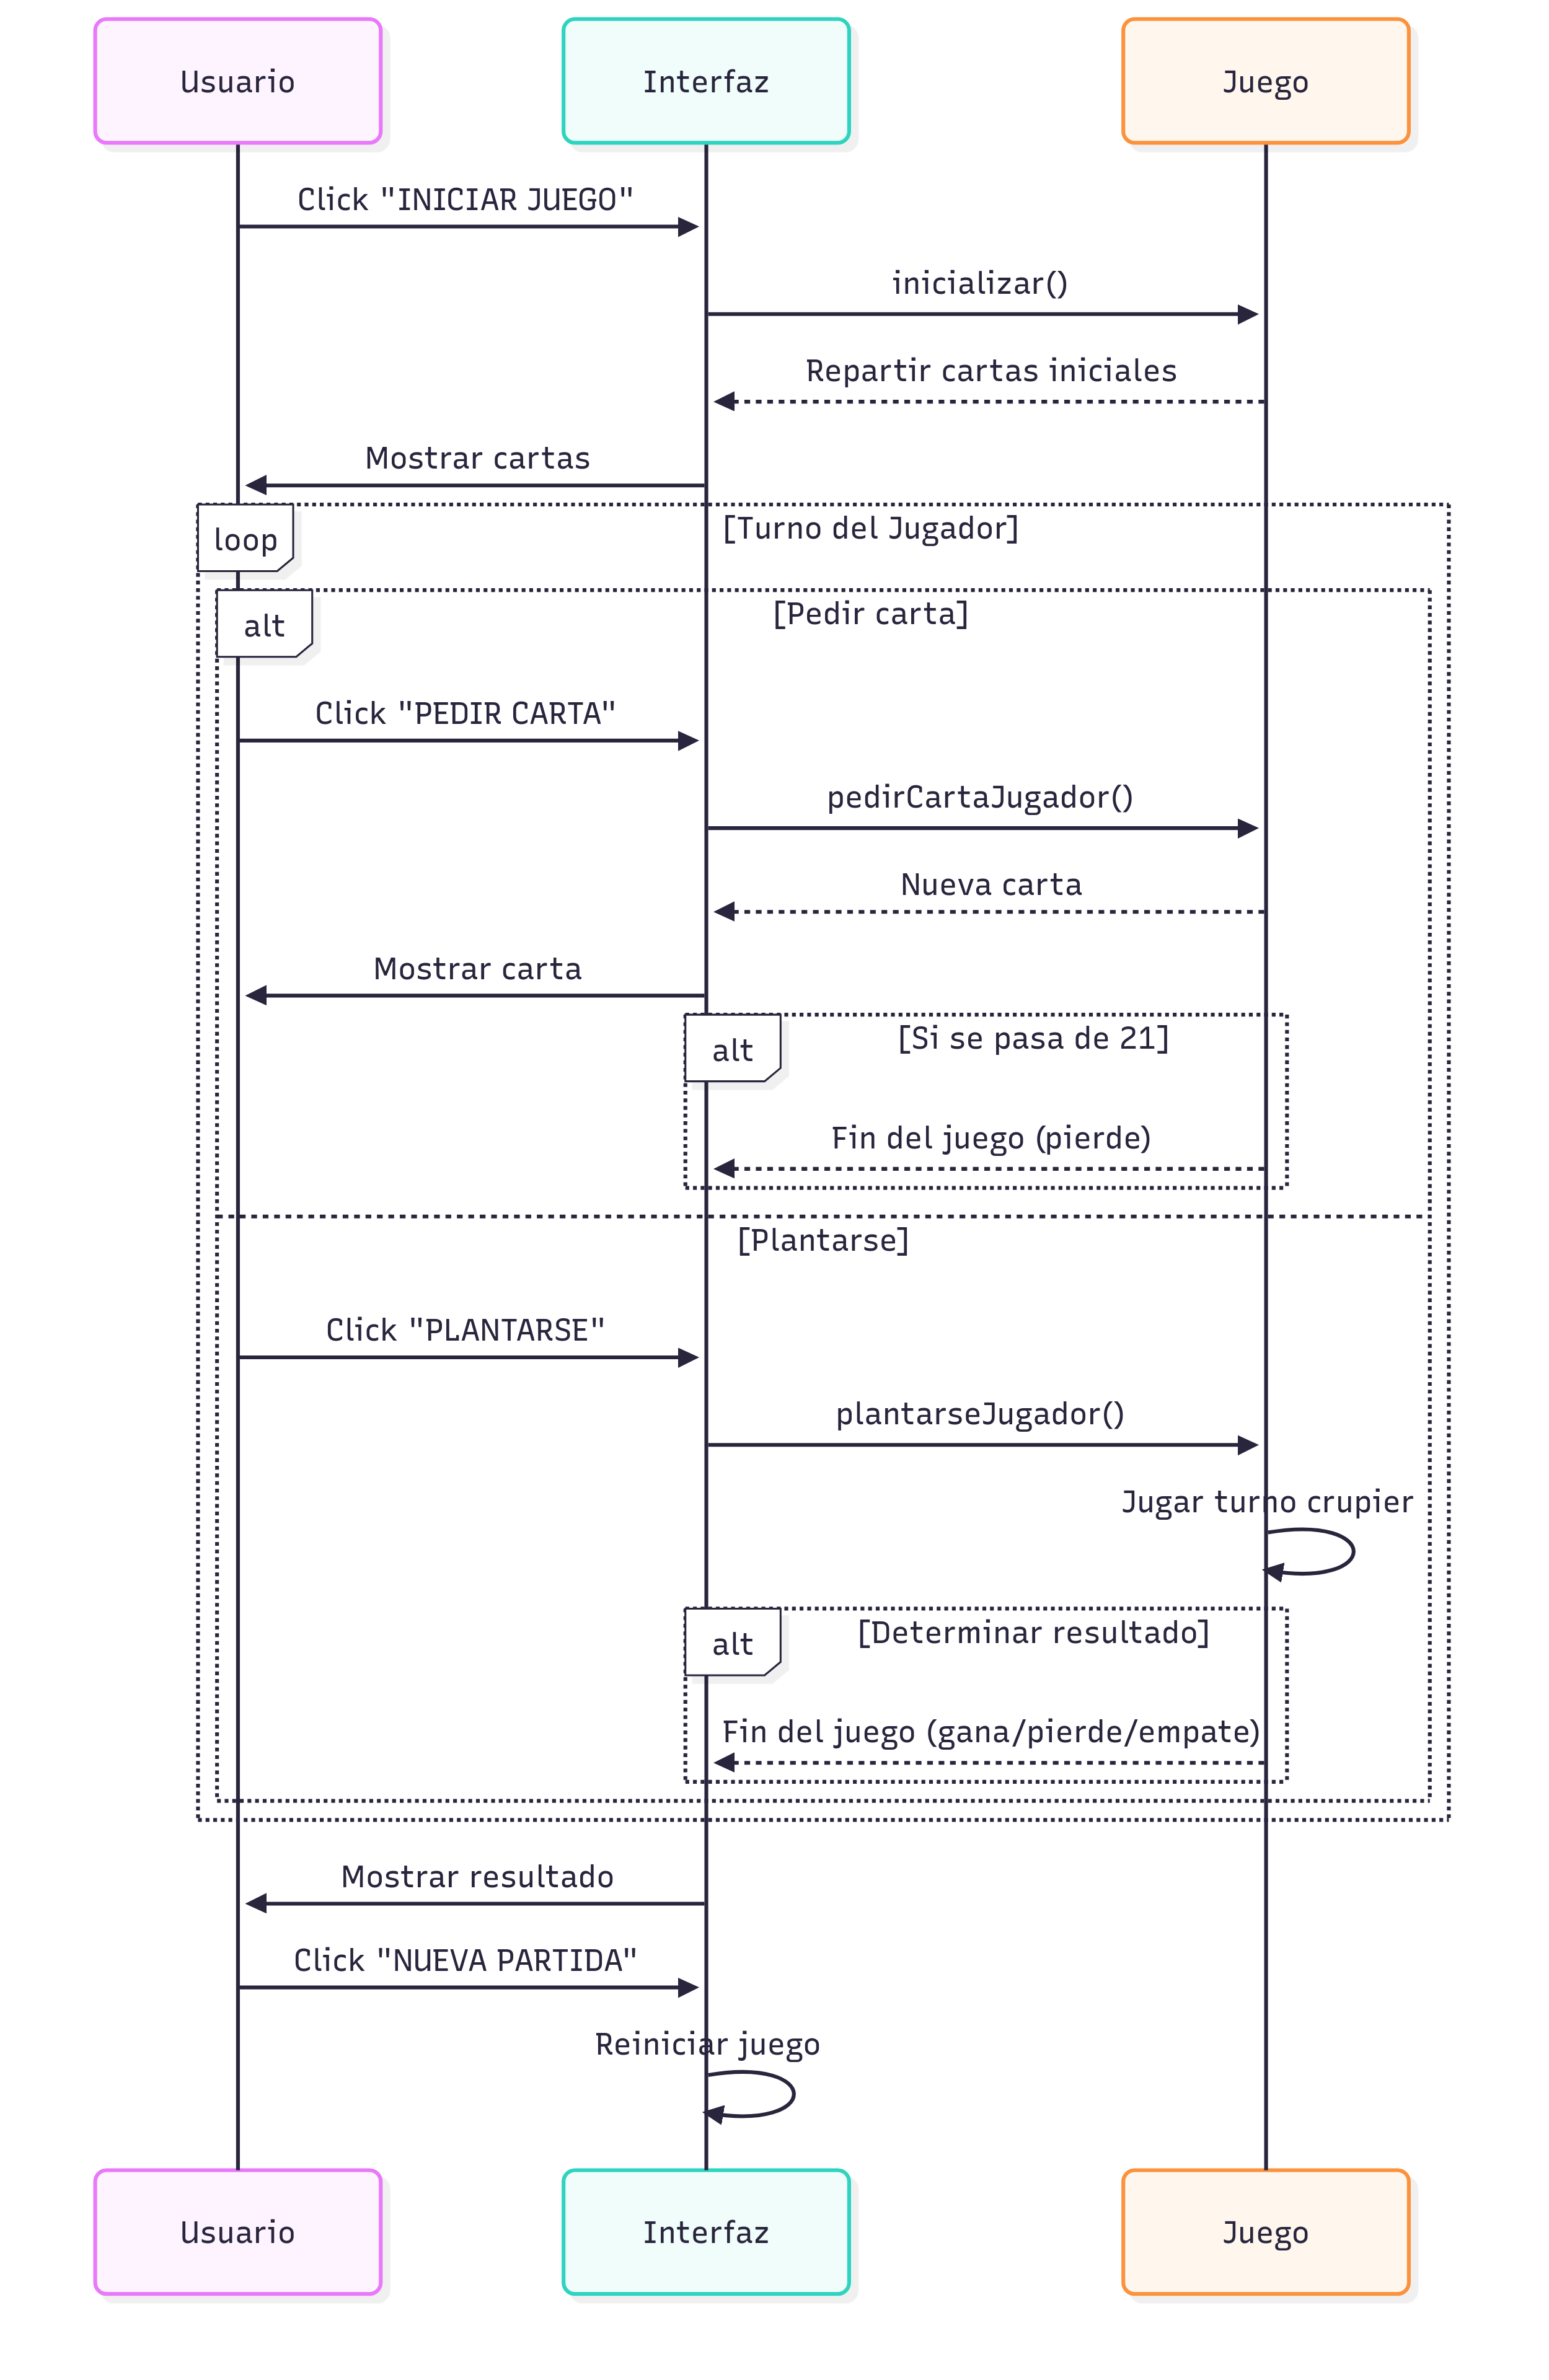 Usuario
Interfaz
Juego
Click "INICIAR JUEGO"
inicializar()
Repartir cartas iniciales
Mostrar cartas
loop
[Turno del Jugador]
alt
[Pedir carta]
Click "PEDIR CARTA"
pedirCartaJugador()
Nueva carta
Mostrar carta
alt
[Si se pasa de 21]
Fin del juego (pierde)
[Plantarse]
Click "PLANTARSE"
plantarseJugador()
Jugar turno crupier
alt
[Determinar resultado]
Fin del juego (gana/pierde/empate)
Mostrar resultado
Click "NUEVA PARTIDA"
Reiniciar juego
Usuario
Interfaz
Juego